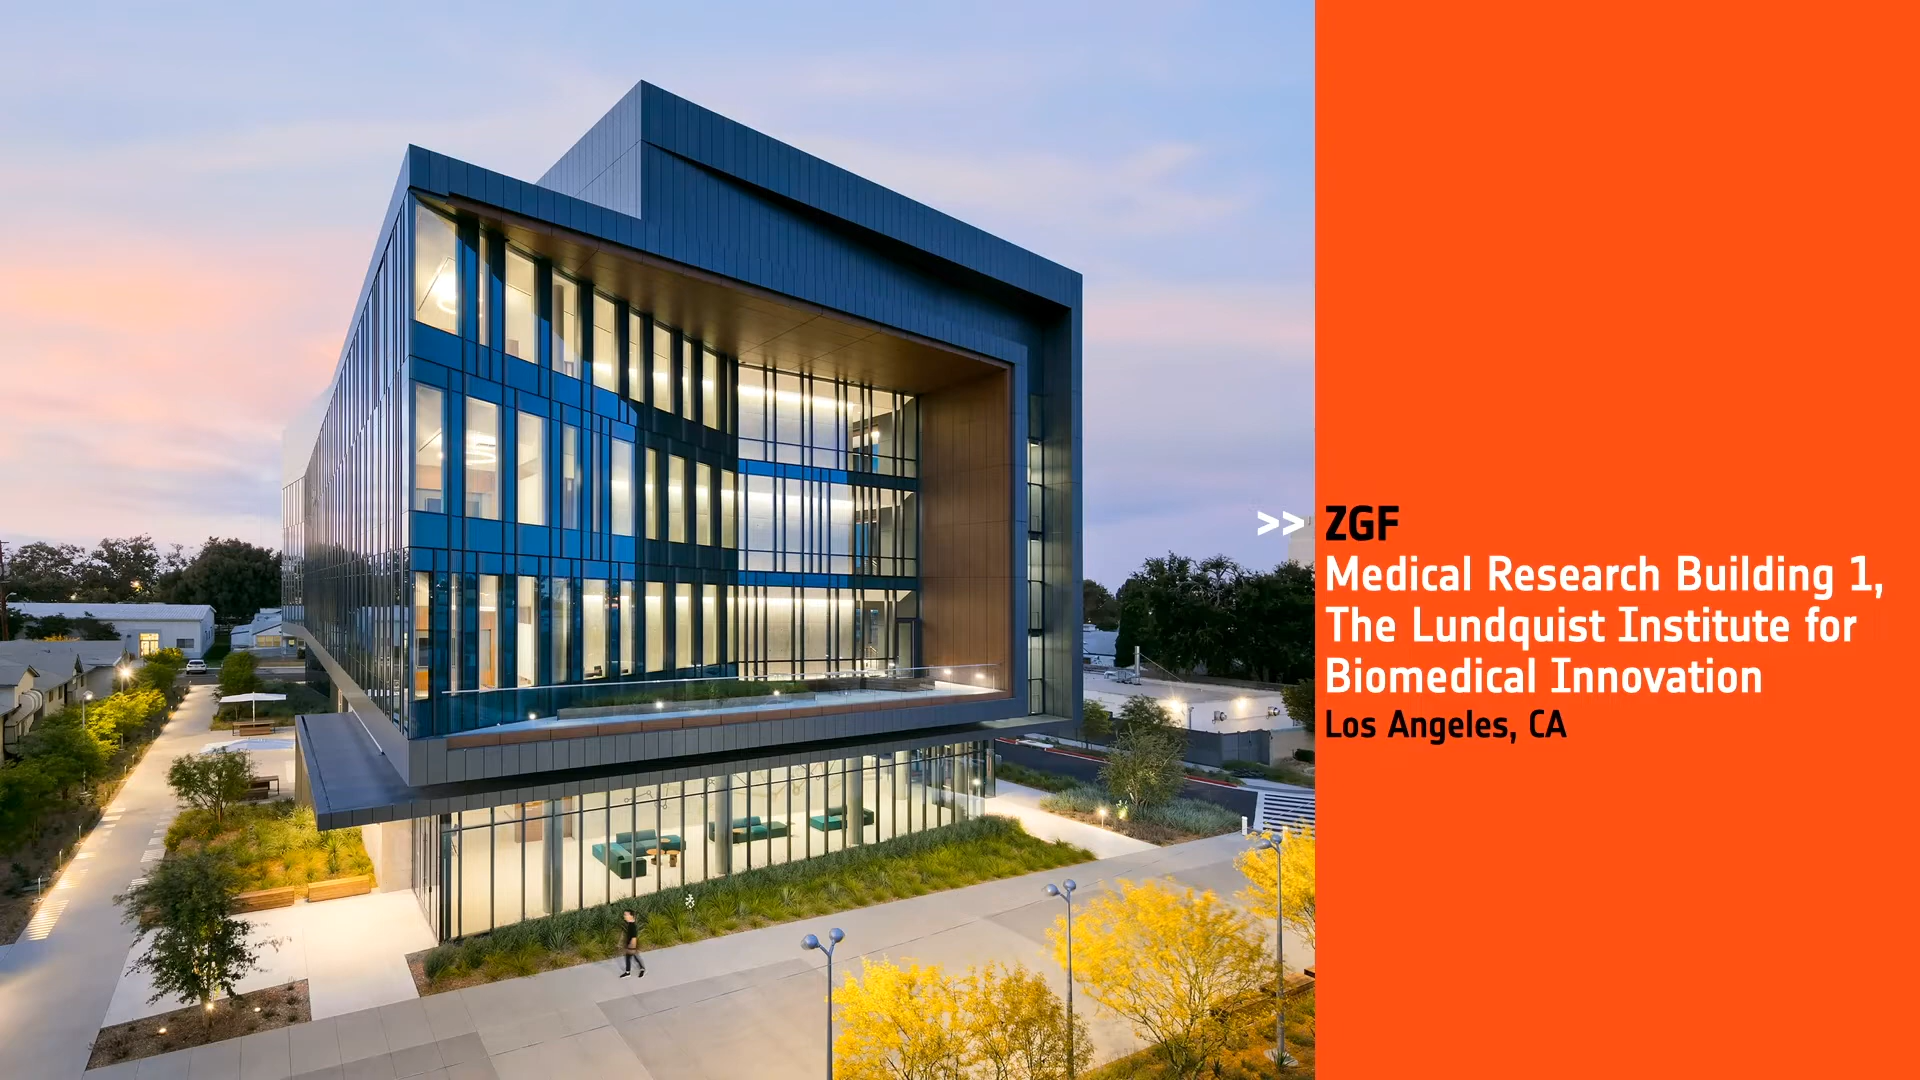 >> ZGF
Medical Research Building 1,
The Lundquist Institute for
Biomedical Innovation
Los Angeles, CA